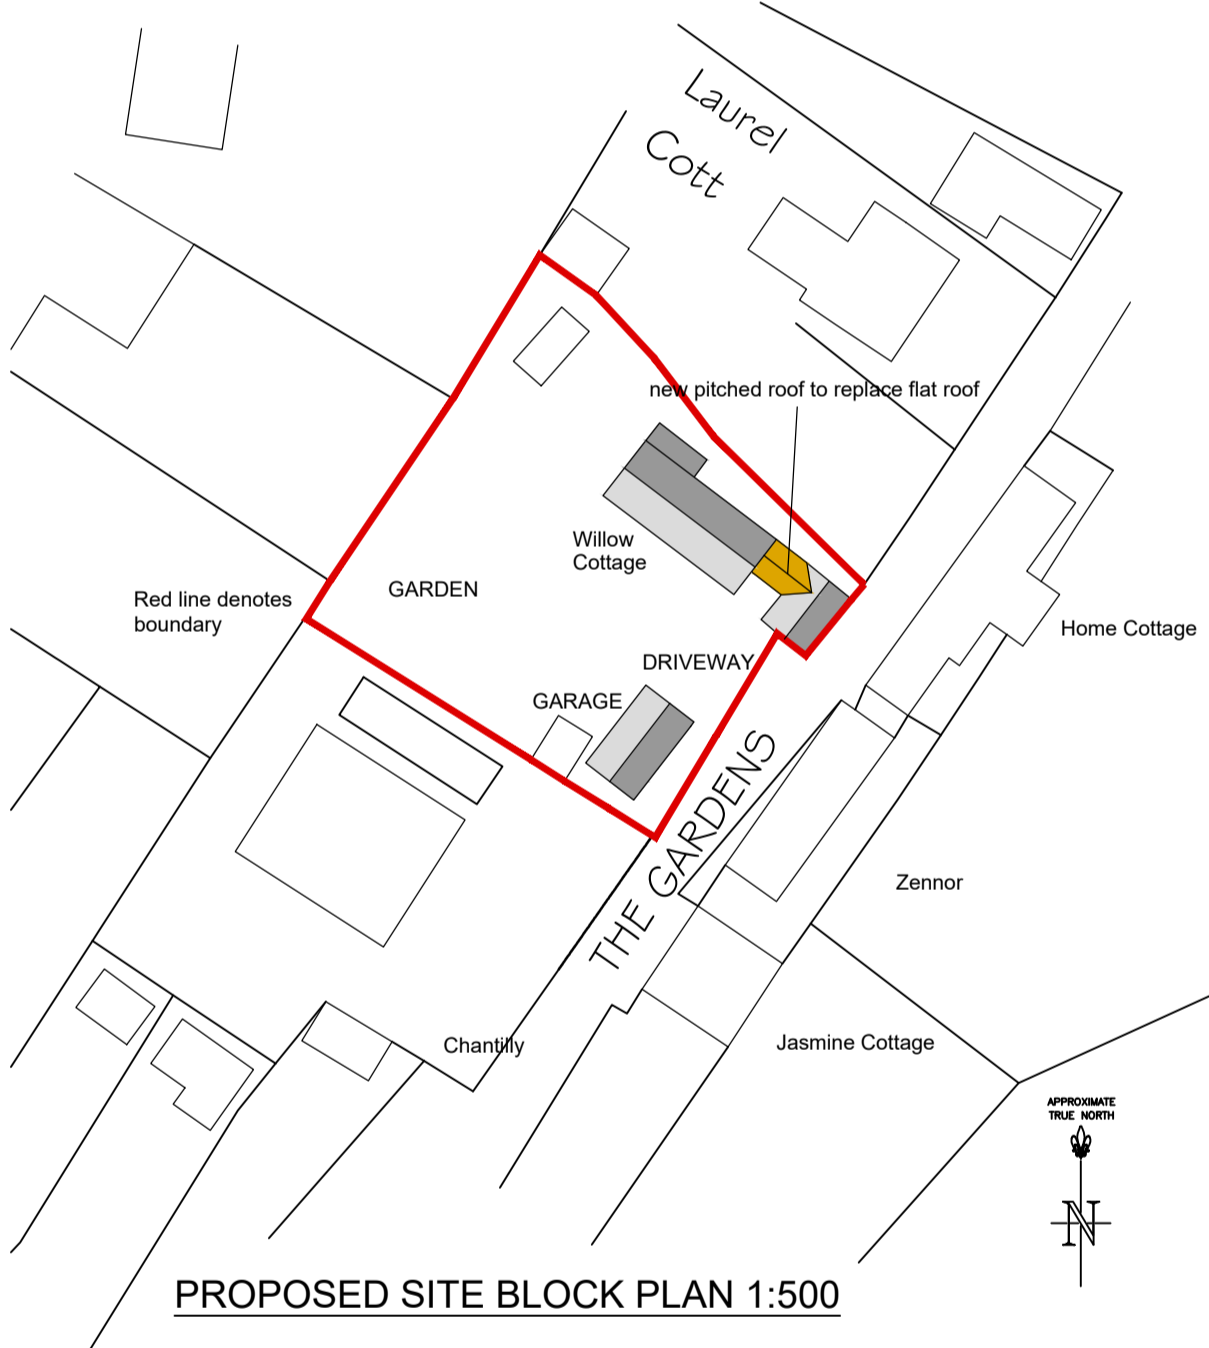 Laurel
Cott
new pitched roof to replace flat roof
Willow
Cottage
GARDEN
Red line denotes
boundary
Home Cottage
DRIVEWAY
GARAGE
THE GARDENS
Zennor
Chantilly
Jasmine Cottage
APPROXIMATE
TRUE NORTH
N
PROPOSED SITE BLOCK PLAN 1:500